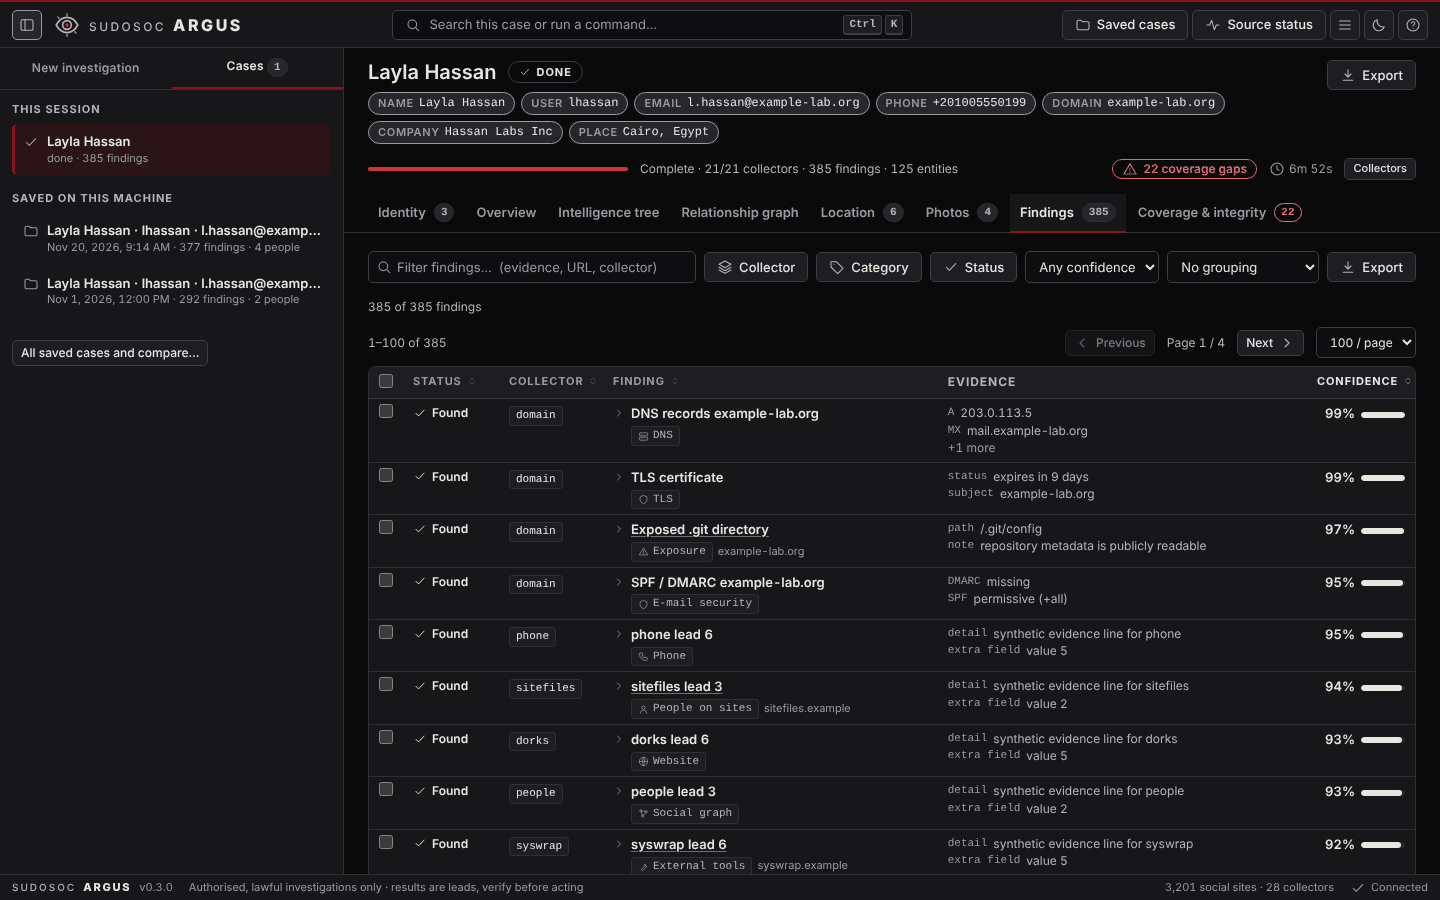 SUDOSOC ARGUS
Search this case or run a command...
Ctrl K
Saved cases
Source status
New investigation
Cases 1
THIS SESSION
Layla Hassan
done · 385 findings
SAVED ON THIS MACHINE
Layla Hassan · lhassan · l.hassan@examp...
Nov 20, 2026, 9:14 AM · 377 findings · 4 people
Layla Hassan · lhassan · l.hassan@examp...
Nov 1, 2026, 12:00 PM · 292 findings · 2 people
All saved cases and compare...
Layla Hassan
DONE
Export
NAME Layla Hassan
USER lhassan
EMAIL l.hassan@example-lab.org
PHONE +201005550199
DOMAIN example-lab.org
COMPANY Hassan Labs Inc
PLACE Cairo, Egypt
Complete · 21/21 collectors · 385 findings · 125 entities
22 coverage gaps
6m 52s
Collectors
Identity 3
Overview
Intelligence tree
Relationship graph
Location 6
Photos 4
Findings 385
Coverage & integrity 22
Filter findings... (evidence, URL, collector)
Collector
Category
Status
Any confidence
No grouping
Export
385 of 385 findings
1–100 of 385
Previous
Page 1 / 4
Next
100 / page
STATUS
COLLECTOR
FINDING
EVIDENCE
CONFIDENCE
Found
domain
DNS records example-lab.org
DNS
A 203.0.113.5
MX mail.example-lab.org
+1 more
99%
Found
domain
TLS certificate
TLS
status expires in 9 days
subject example-lab.org
99%
Found
domain
Exposed .git directory
Exposure example-lab.org
path /.git/config
note repository metadata is publicly readable
97%
Found
domain
SPF / DMARC example-lab.org
E-mail security
DMARC missing
SPF permissive (+all)
95%
Found
phone
phone lead 6
Phone
detail synthetic evidence line for phone
extra field value 5
95%
Found
sitefiles
sitefiles lead 3
People on sites sitefiles.example
detail synthetic evidence line for sitefiles
extra field value 2
94%
Found
dorks
dorks lead 6
Website
detail synthetic evidence line for dorks
extra field value 5
93%
Found
people
people lead 3
Social graph
detail synthetic evidence line for people
extra field value 2
93%
Found
syswrap
syswrap lead 6
External tools syswrap.example
detail synthetic evidence line for syswrap
extra field value 5
92%
SUDOSOC ARGUS v0.3.0
Authorised, lawful investigations only · results are leads, verify before acting
3,201 social sites · 28 collectors
Connected